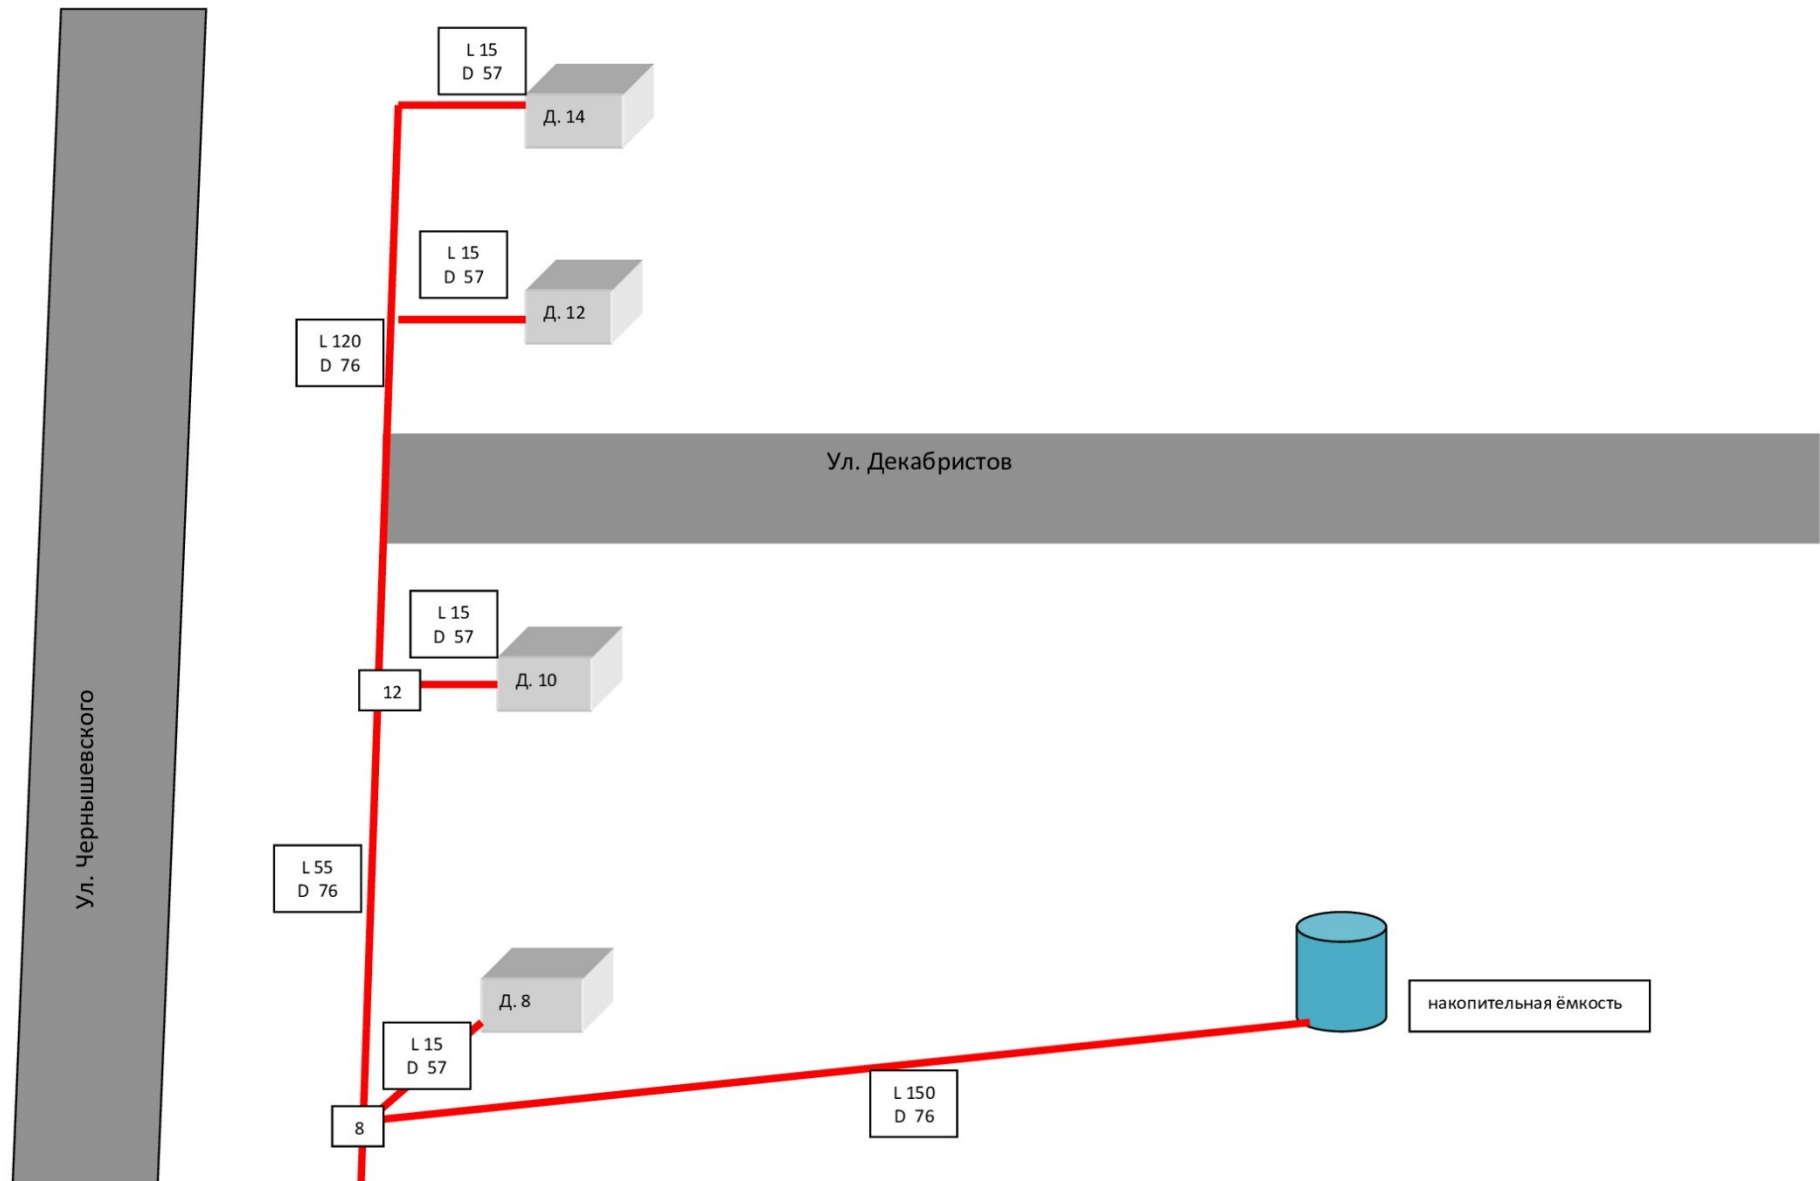 L 15
D 57
Д. 14
L 15
D 57
Д. 12
L 120
D 76
Ул. Декабристов
L 15
D 57
Д. 10
12
Ул. Чернышевского
L 55
D 76
Д. 8
накопительная ёмкость
L 15
D 57
L 150
D 76
8